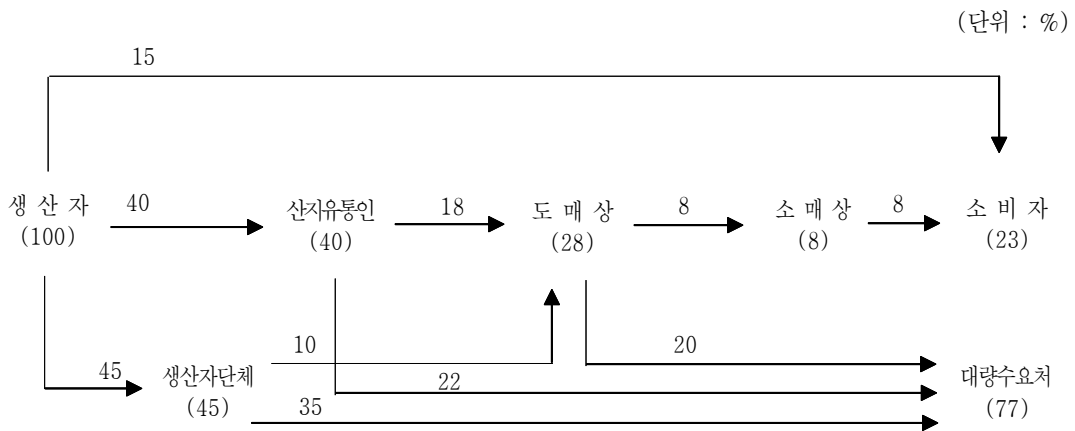 (단위 : %)
15
생 산 자
(100)
40
산지유통인
(40)
18
도 매 상
(28)
8
소 매 상
(8)
8
소 비 자
(23)
10
20
45
생산자단체
(45)
22
35
대량수요처
(77)